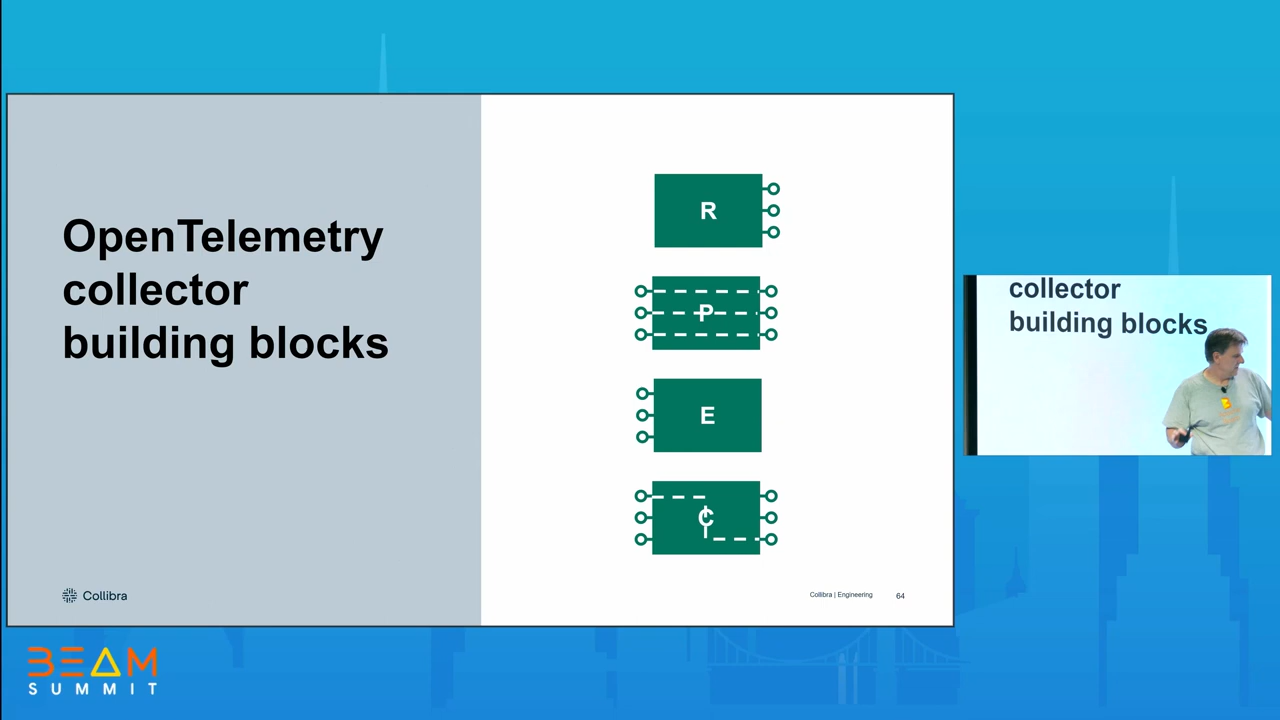 OpenTelemetry
collector
building blocks
R
P
E
C
Collibra
Collibra | Engineering
64
collector
building blocks
BEAM
SUMMIT